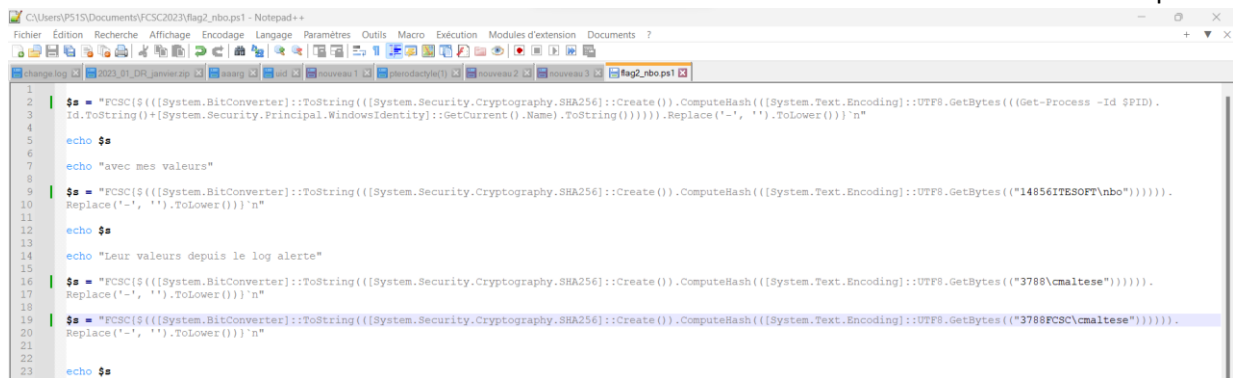 C:\Users\P51S\Documents\FCSC2023\flag2_nbo.ps1 - Notepad++
Fichier Édition Recherche Affichage Encodage Langage Paramètres Outils Macro Exécution Modules d'extension Documents ?
change.log 2023_01_DR_janvier.zip aaarg uid nouveau 1 pterodactyle(1) nouveau 2 nouveau 3 flag2_nbo.ps1
1
2 $s = "FCSC{$(([System.BitConverter]::ToString(([System.Security.Cryptography.SHA256]::Create()).ComputeHash(([System.Text.Encoding]::UTF8.GetBytes(((Get-Process -Id $PID).
3 Id.ToString()+[System.Security.Principal.WindowsIdentity]::GetCurrent().Name).ToString())))))).Replace('-', '').ToLower())}`n"
4
5 echo $s
6
7 echo "avec mes valeurs"
8
9 $s = "FCSC{$(([System.BitConverter]::ToString(([System.Security.Cryptography.SHA256]::Create()).ComputeHash(([System.Text.Encoding]::UTF8.GetBytes(("14856ITESOFT\nbo")))))).
10 Replace('-', '').ToLower())}`n"
11
12 echo $s
13
14 echo "Leur valeurs depuis le log alerte"
15
16 $s = "FCSC{$(([System.BitConverter]::ToString(([System.Security.Cryptography.SHA256]::Create()).ComputeHash(([System.Text.Encoding]::UTF8.GetBytes(("3788\cmaltese")))))).
17 Replace('-', '').ToLower())}`n"
18
19 $s = "FCSC{$(([System.BitConverter]::ToString(([System.Security.Cryptography.SHA256]::Create()).ComputeHash(([System.Text.Encoding]::UTF8.GetBytes(("3788FCSC\cmaltese")))))).
20 Replace('-', '').ToLower())}`n"
21
22
23 echo $s